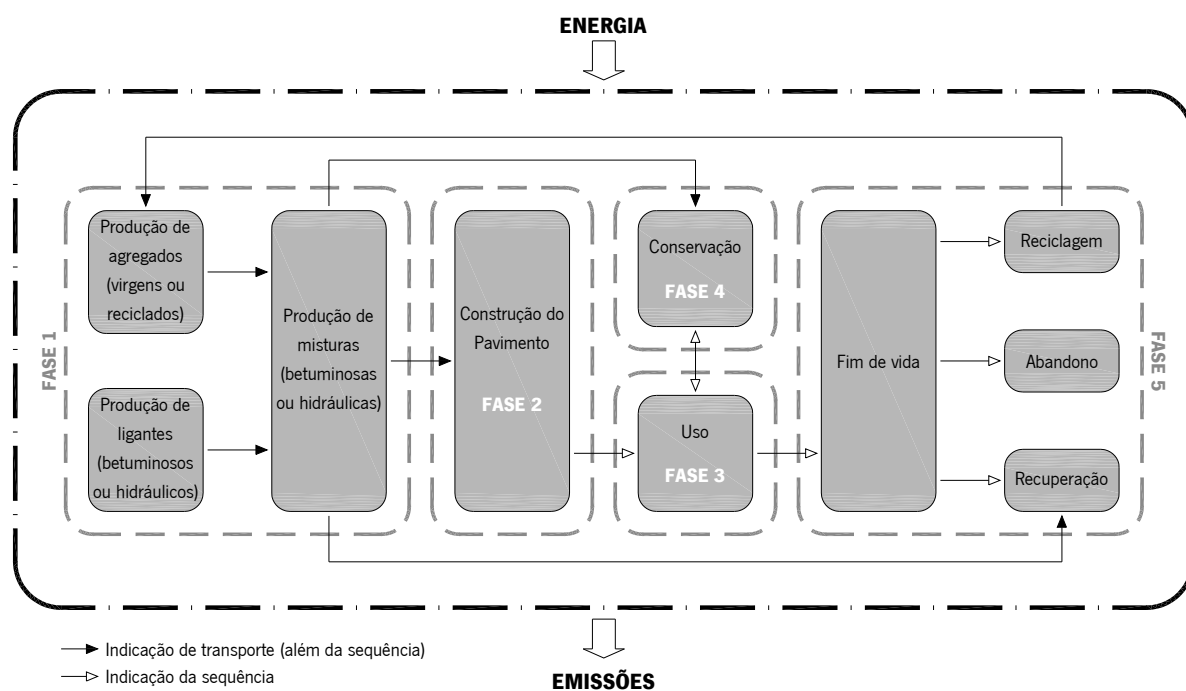 ENERGIA
FASE 1
Produção de
agregados
(virgens ou
reciclados)
Produção de
ligantes
(betuminosos
ou hidráulicos)
Produção de
misturas
(betuminosas
ou hidráulicas)
Construção do
Pavimento
FASE 2
Conservação
FASE 4
Uso
FASE 3
Fim de vida
Reciclagem
Abandono
Recuperação
FASE 5
Indicação de transporte (além da sequência)
Indicação da sequência
EMISSÕES